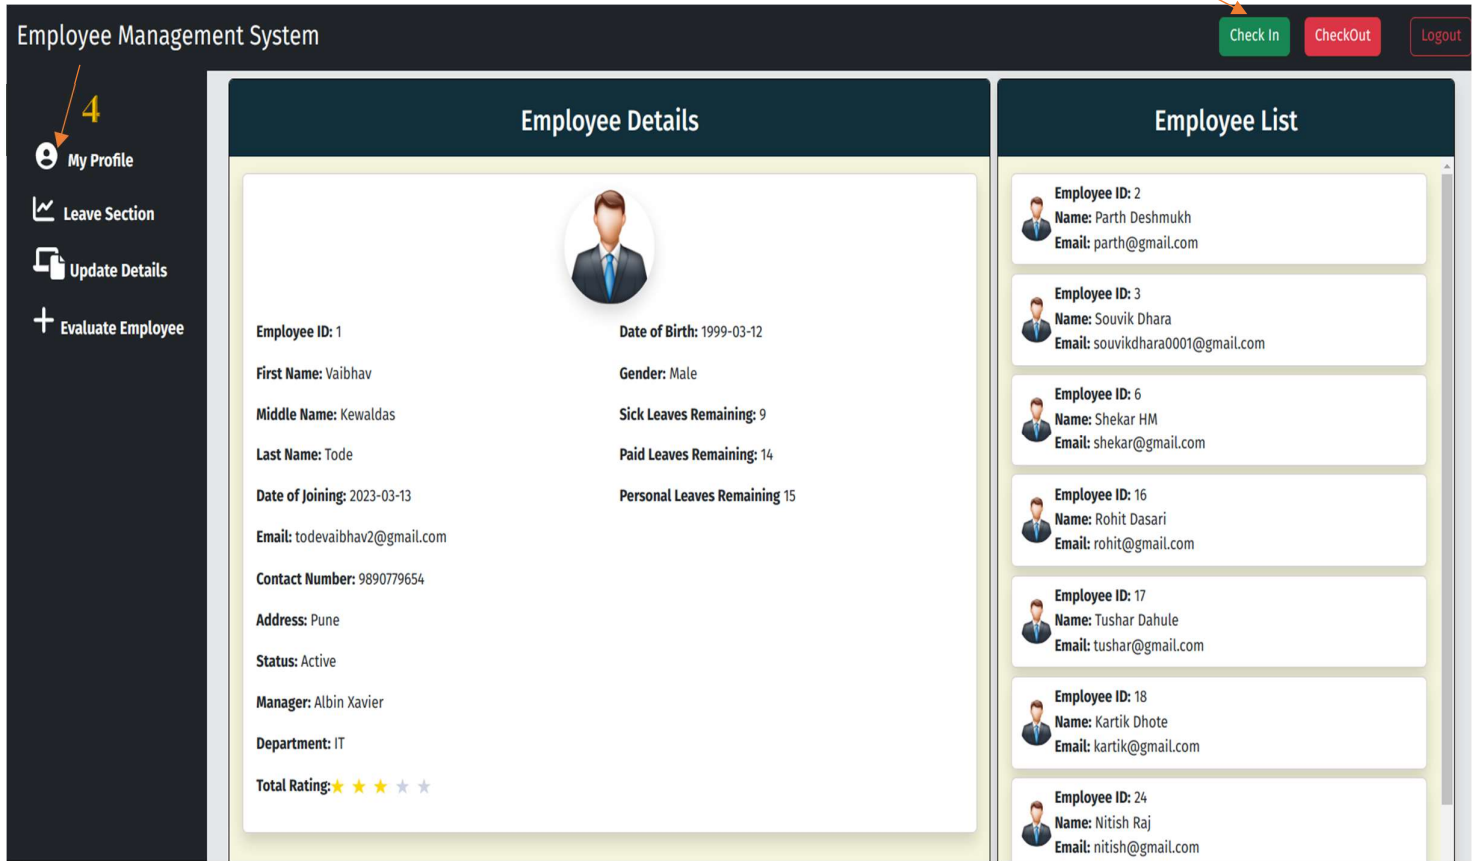 Employee Management System
Check In
CheckOut
Logout
4
My Profile
Leave Section
Update Details
Evaluate Employee
Employee Details
Employee ID: 1
First Name: Vaibhav
Middle Name: Kewaldas
Last Name: Tode
Date of Joining: 2023-03-13
Email: todevaibhav2@gmail.com
Contact Number: 9890779654
Address: Pune
Status: Active
Manager: Albin Xavier
Department: IT
Total Rating:
Date of Birth: 1999-03-12
Gender: Male
Sick Leaves Remaining: 9
Paid Leaves Remaining: 14
Personal Leaves Remaining 15
Employee List
Employee ID: 2
Name: Parth Deshmukh
Email: parth@gmail.com
Employee ID: 3
Name: Souvik Dhara
Email: souvikdhara0001@gmail.com
Employee ID: 6
Name: Shekar HM
Email: shekar@gmail.com
Employee ID: 16
Name: Rohit Dasari
Email: rohit@gmail.com
Employee ID: 17
Name: Tushar Dahule
Email: tushar@gmail.com
Employee ID: 18
Name: Kartik Dhote
Email: kartik@gmail.com
Employee ID: 24
Name: Nitish Raj
Email: nitish@gmail.com